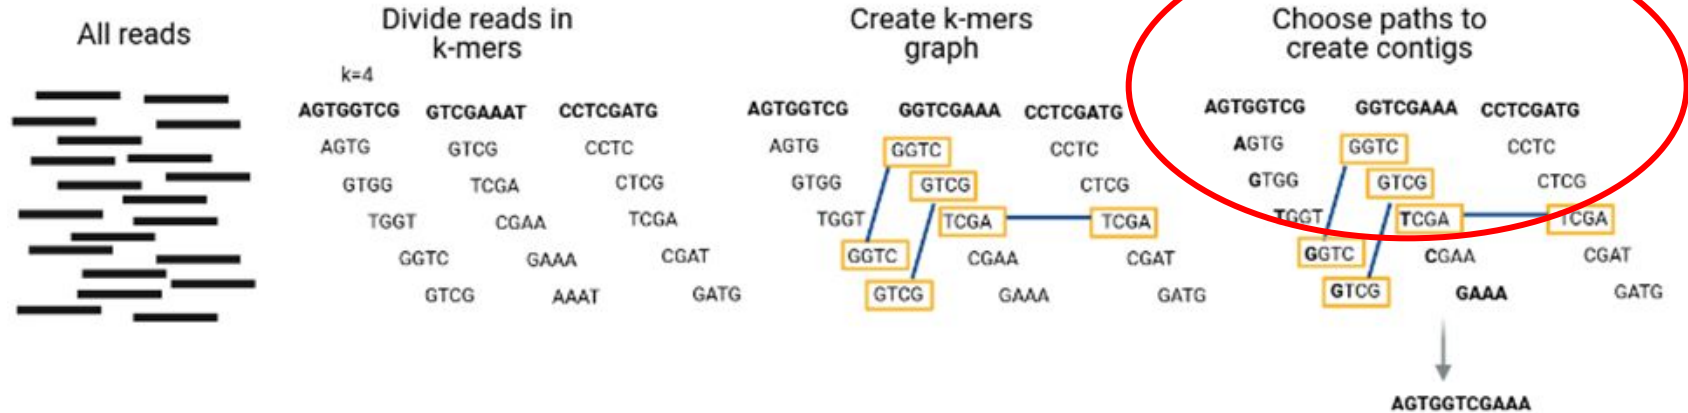 All reads
Divide reads in
k-mers
k=4
AGTGGTCG GTCGAAAT CCTCGATG
AGTG GTCG CCTC
GTGG TCGA CTCG
TGGT CGAA TCGA
GGTC GAAA CGAT
GTCG AAAT GATG
Create k-mers
graph
AGTGGTCG GGTCGAAA CCTCGATG
AGTG GGTC CCTC
GTGG GTCG CTCG
TGGT TCGA TCGA
GGTC CGAA CGAT
GTCG GAAA GATG
Choose paths to
create contigs
AGTGGTCG GGTCGAAA CCTCGATG
AGTG GGTC CCTC
GTGG GTCG CTCG
TGGT TCGA TCGA
GGTC CGAA CGAT
GTCG GAAA GATG
AGTGGTCGAAA